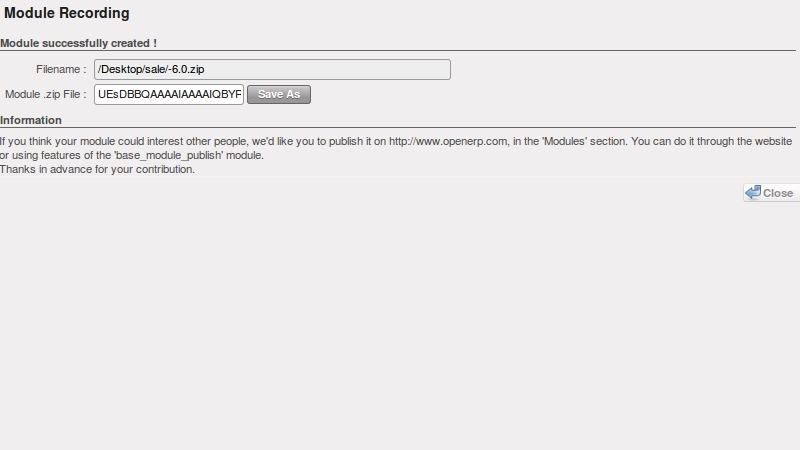 Module Recording
Module successfully created !
Filename : /Desktop/sale/-6.0.zip
Module .zip File : UEsDBBQAAAAIAAAAIQBYF Save As
Information
If you think your module could interest other people, we'd like you to publish it on http://www.openerp.com, in the 'Modules' section. You can do it through the website
or using features of the 'base_module_publish' module.
Thanks in advance for your contribution.
Close